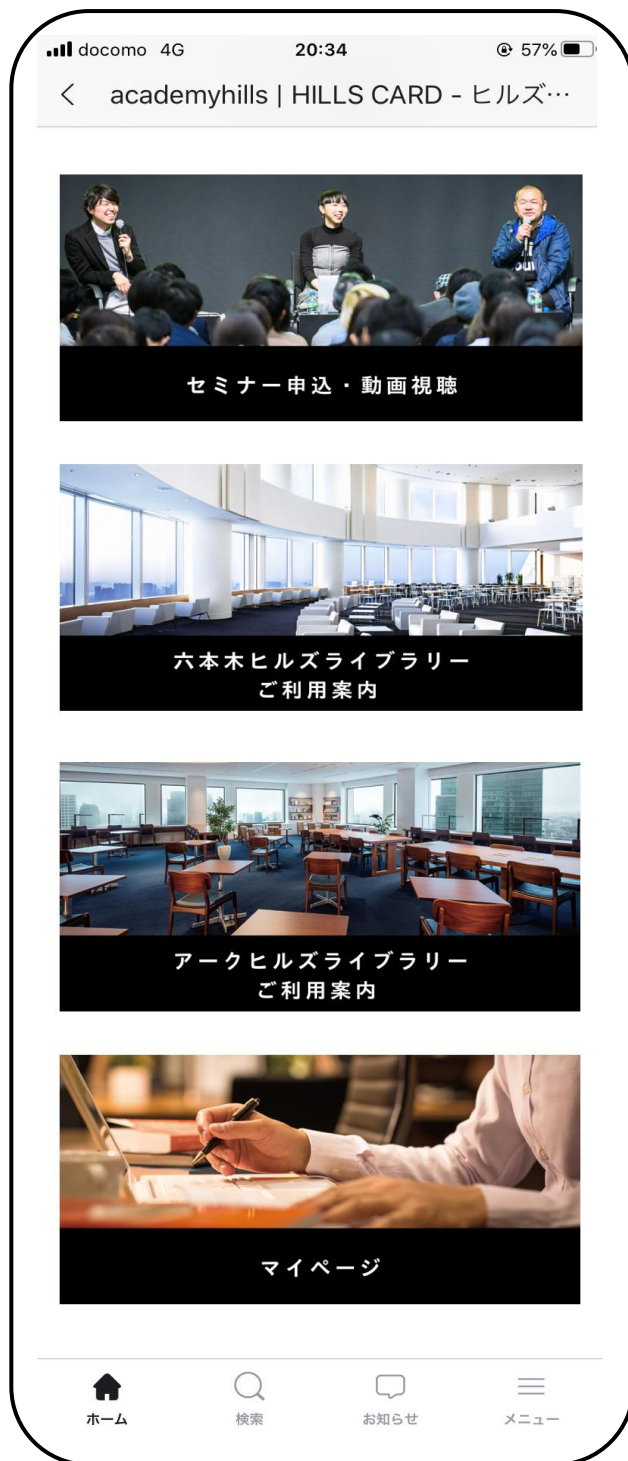 docomo 4G 20:34 57%
academyhills | HILLS CARD - ヒルズ…
セミナー申込・動画視聴
六本木ヒルズライブラリー
ご利用案内
アークヒルズライブラリー
ご利用案内
マイページ
ホーム 検索 お知らせ メニュー